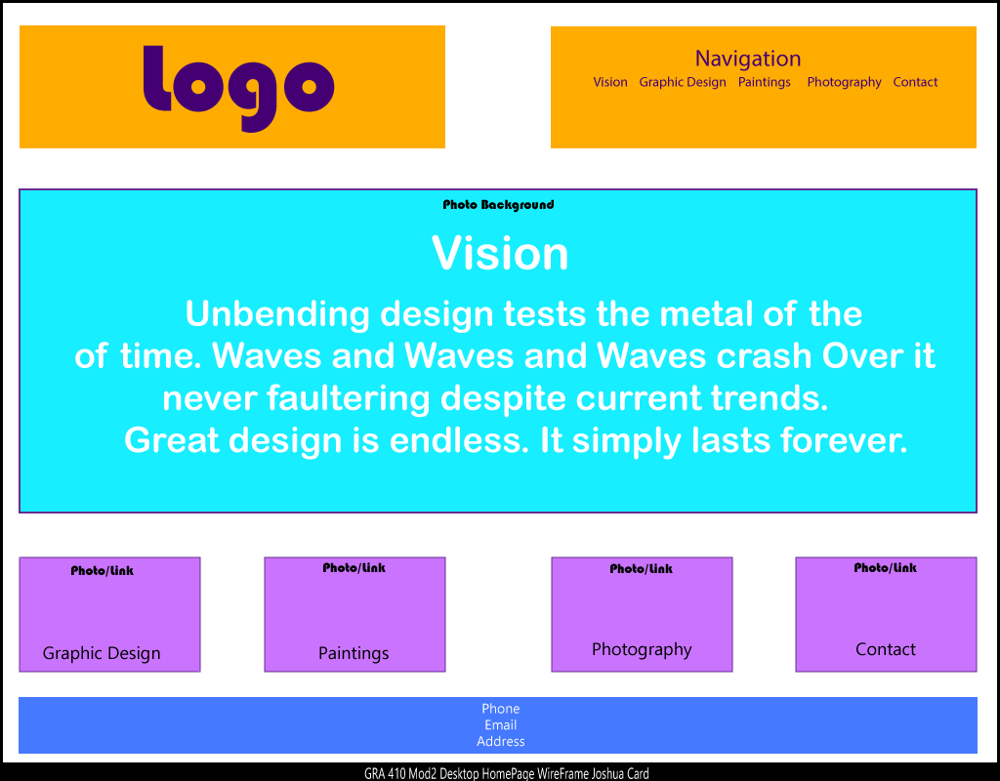 Logo
Navigation
Vision Graphic Design Paintings Photography Contact
Photo Background
Vision
Unbending design tests the metal of the
of time. Waves and Waves and Waves crash Over it
never faultering despite current trends.
Great design is endless. It simply lasts forever.
Photo/Link Photo/Link Photo/Link Photo/Link
Graphic Design Paintings Photography Contact
Phone
Email
Address
GRA 410 Mod2 Desktop HomePage WireFrame Joshua Card